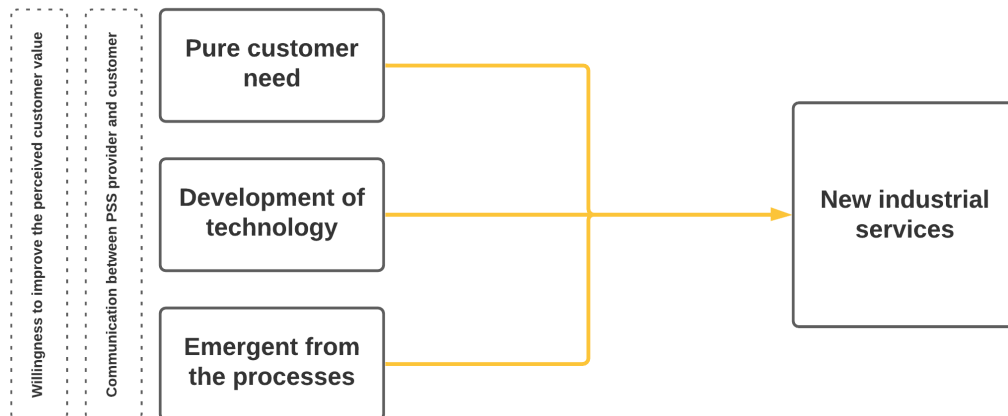 Willingness to improve the perceived customer value
Communication between PSS provider and customer
Pure customer
need
Development of
technology
Emergent from
the processes
New industrial
services